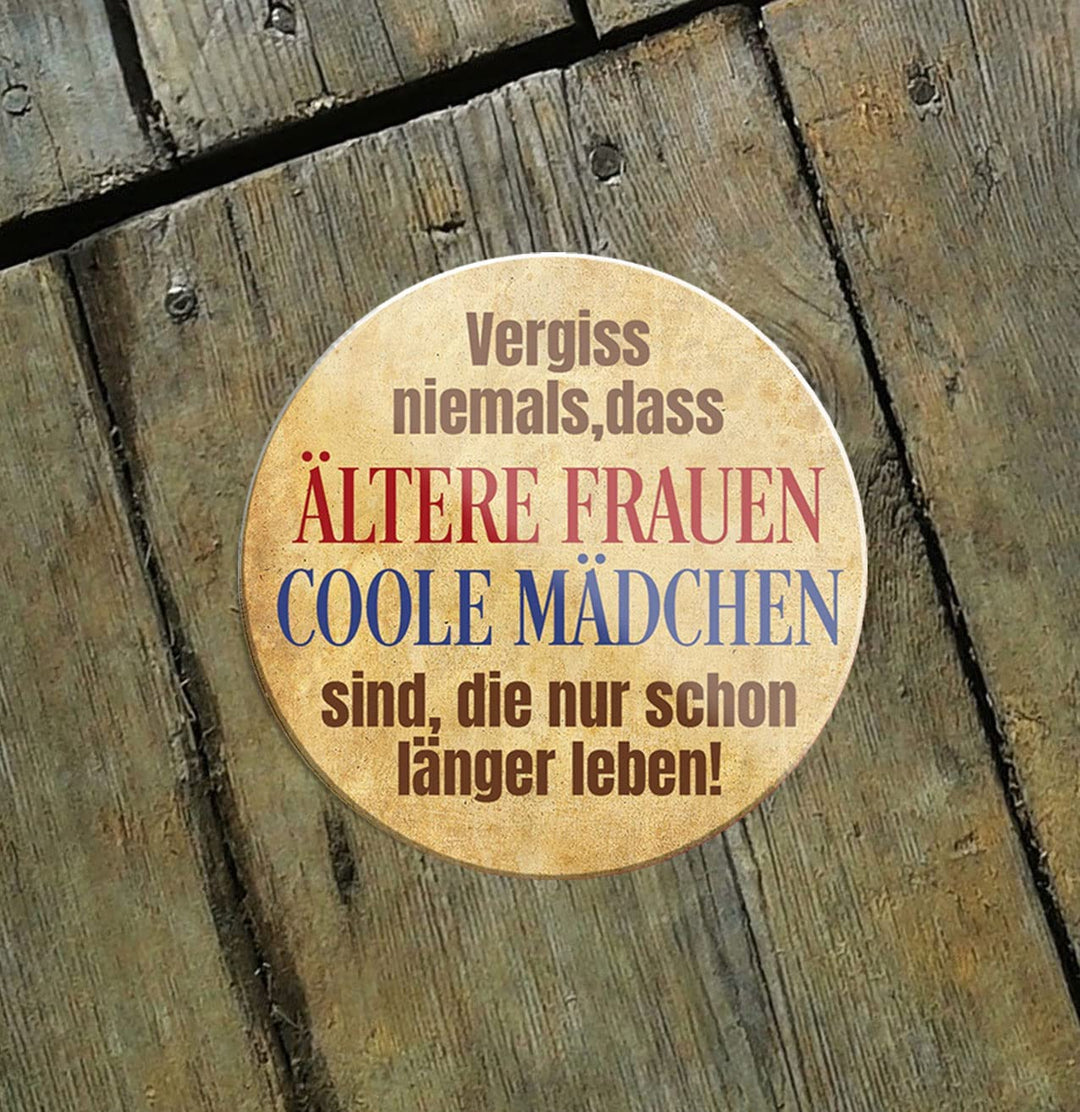 Vergiss
niemals,dass
ÄLTERE FRAUEN
COOLE MÄDCHEN
sind, die nur schon
länger leben!